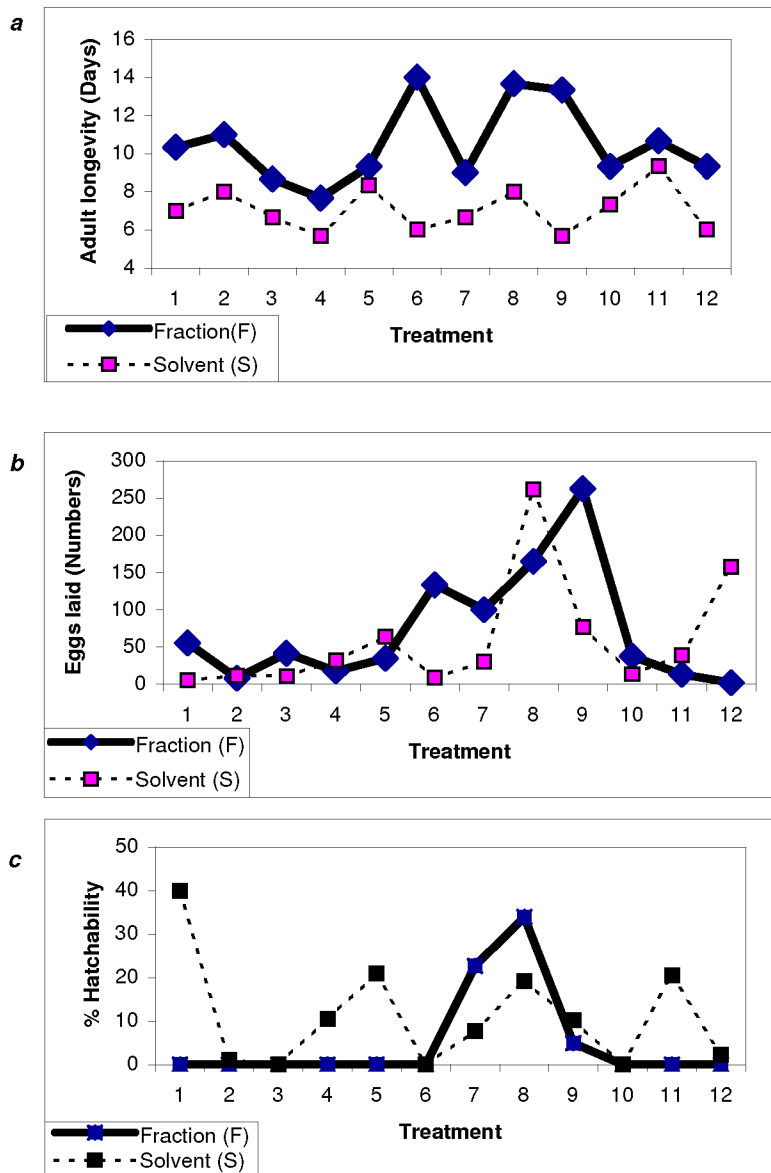 a
16
14
12
10
8
6
4
Adult longevity (Days)
1 2 3 4 5 6 7 8 9 10 11 12
Treatment
Fraction(F)
Solvent (S)
b
300
250
200
150
100
50
0
Eggs laid (Numbers)
1 2 3 4 5 6 7 8 9 10 11 12
Treatment
Fraction (F)
Solvent (S)
c
50
40
30
20
10
0
% Hatchability
1 2 3 4 5 6 7 8 9 10 11 12
Treatment
Fraction (F)
Solvent (S)